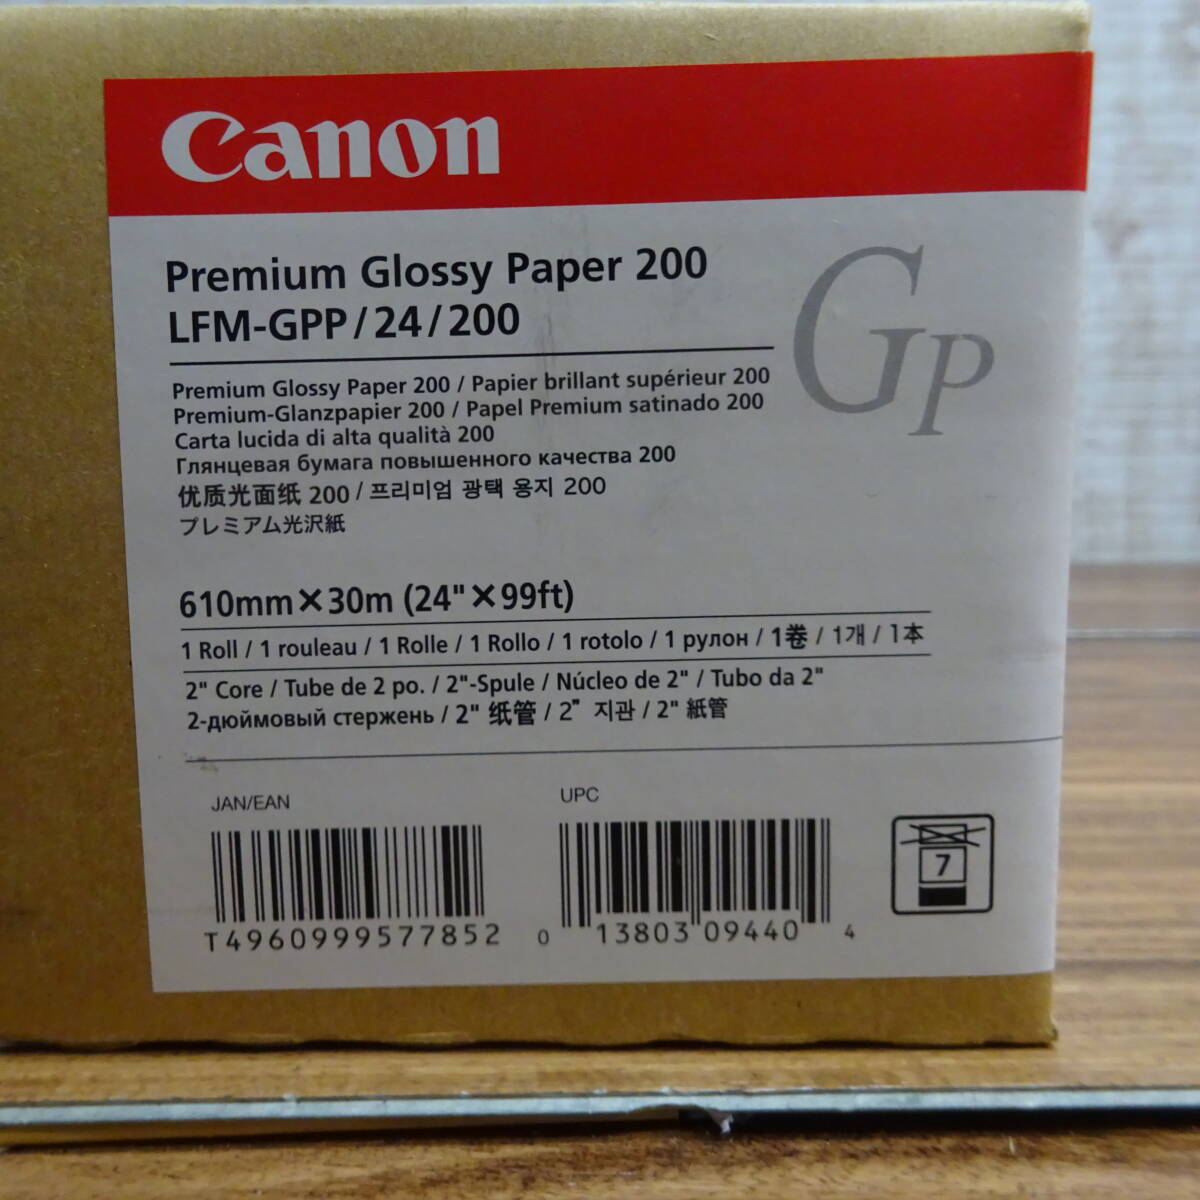 Canon
Premium Glossy Paper 200
LFM-GPP/24/200
Gp
Premium Glossy Paper 200 / Papier brillant supérieur 200
Premium-Glanzpapier 200 / Papel Premium satinado 200
Carta lucida di alta qualità 200
Глянцевая бумага повышенного качества 200
优质光面纸 200 / 프리미엄 광택 용지 200
プレミアム光沢紙
610mm×30m (24"×99ft)
1 Roll / 1 rouleau / 1 Rolle / 1 Rollo / 1 rotolo / 1 рулон / 1卷 / 1개 / 1本
2" Core / Tube de 2 po. / 2"-Spule / Núcleo de 2" / Tubo da 2"
2-дюймовый стержень / 2" 纸管 / 2" 지관 / 2" 紙管
JAN/EAN
UPC
7
T4960999577852
0 13803 09440 4